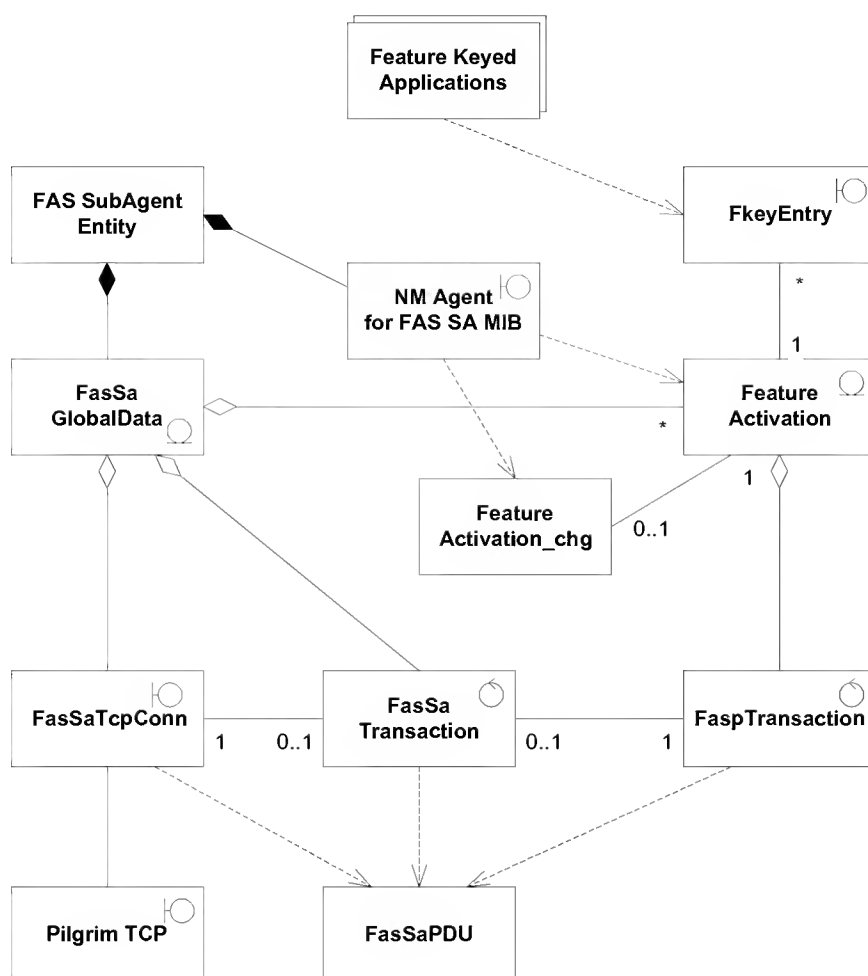 Feature Keyed
Applications
FAS SubAgent
Entity
FkeyEntry
NM Agent
for FAS SA MIB
*
1
FasSa
GlobalData
Feature
Activation
*
1
Feature
Activation_chg
0..1
FasSaTcpConn
FasSa
Transaction
FaspTransaction
1
0..1
0..1
1
Pilgrim TCP
FasSaPDU